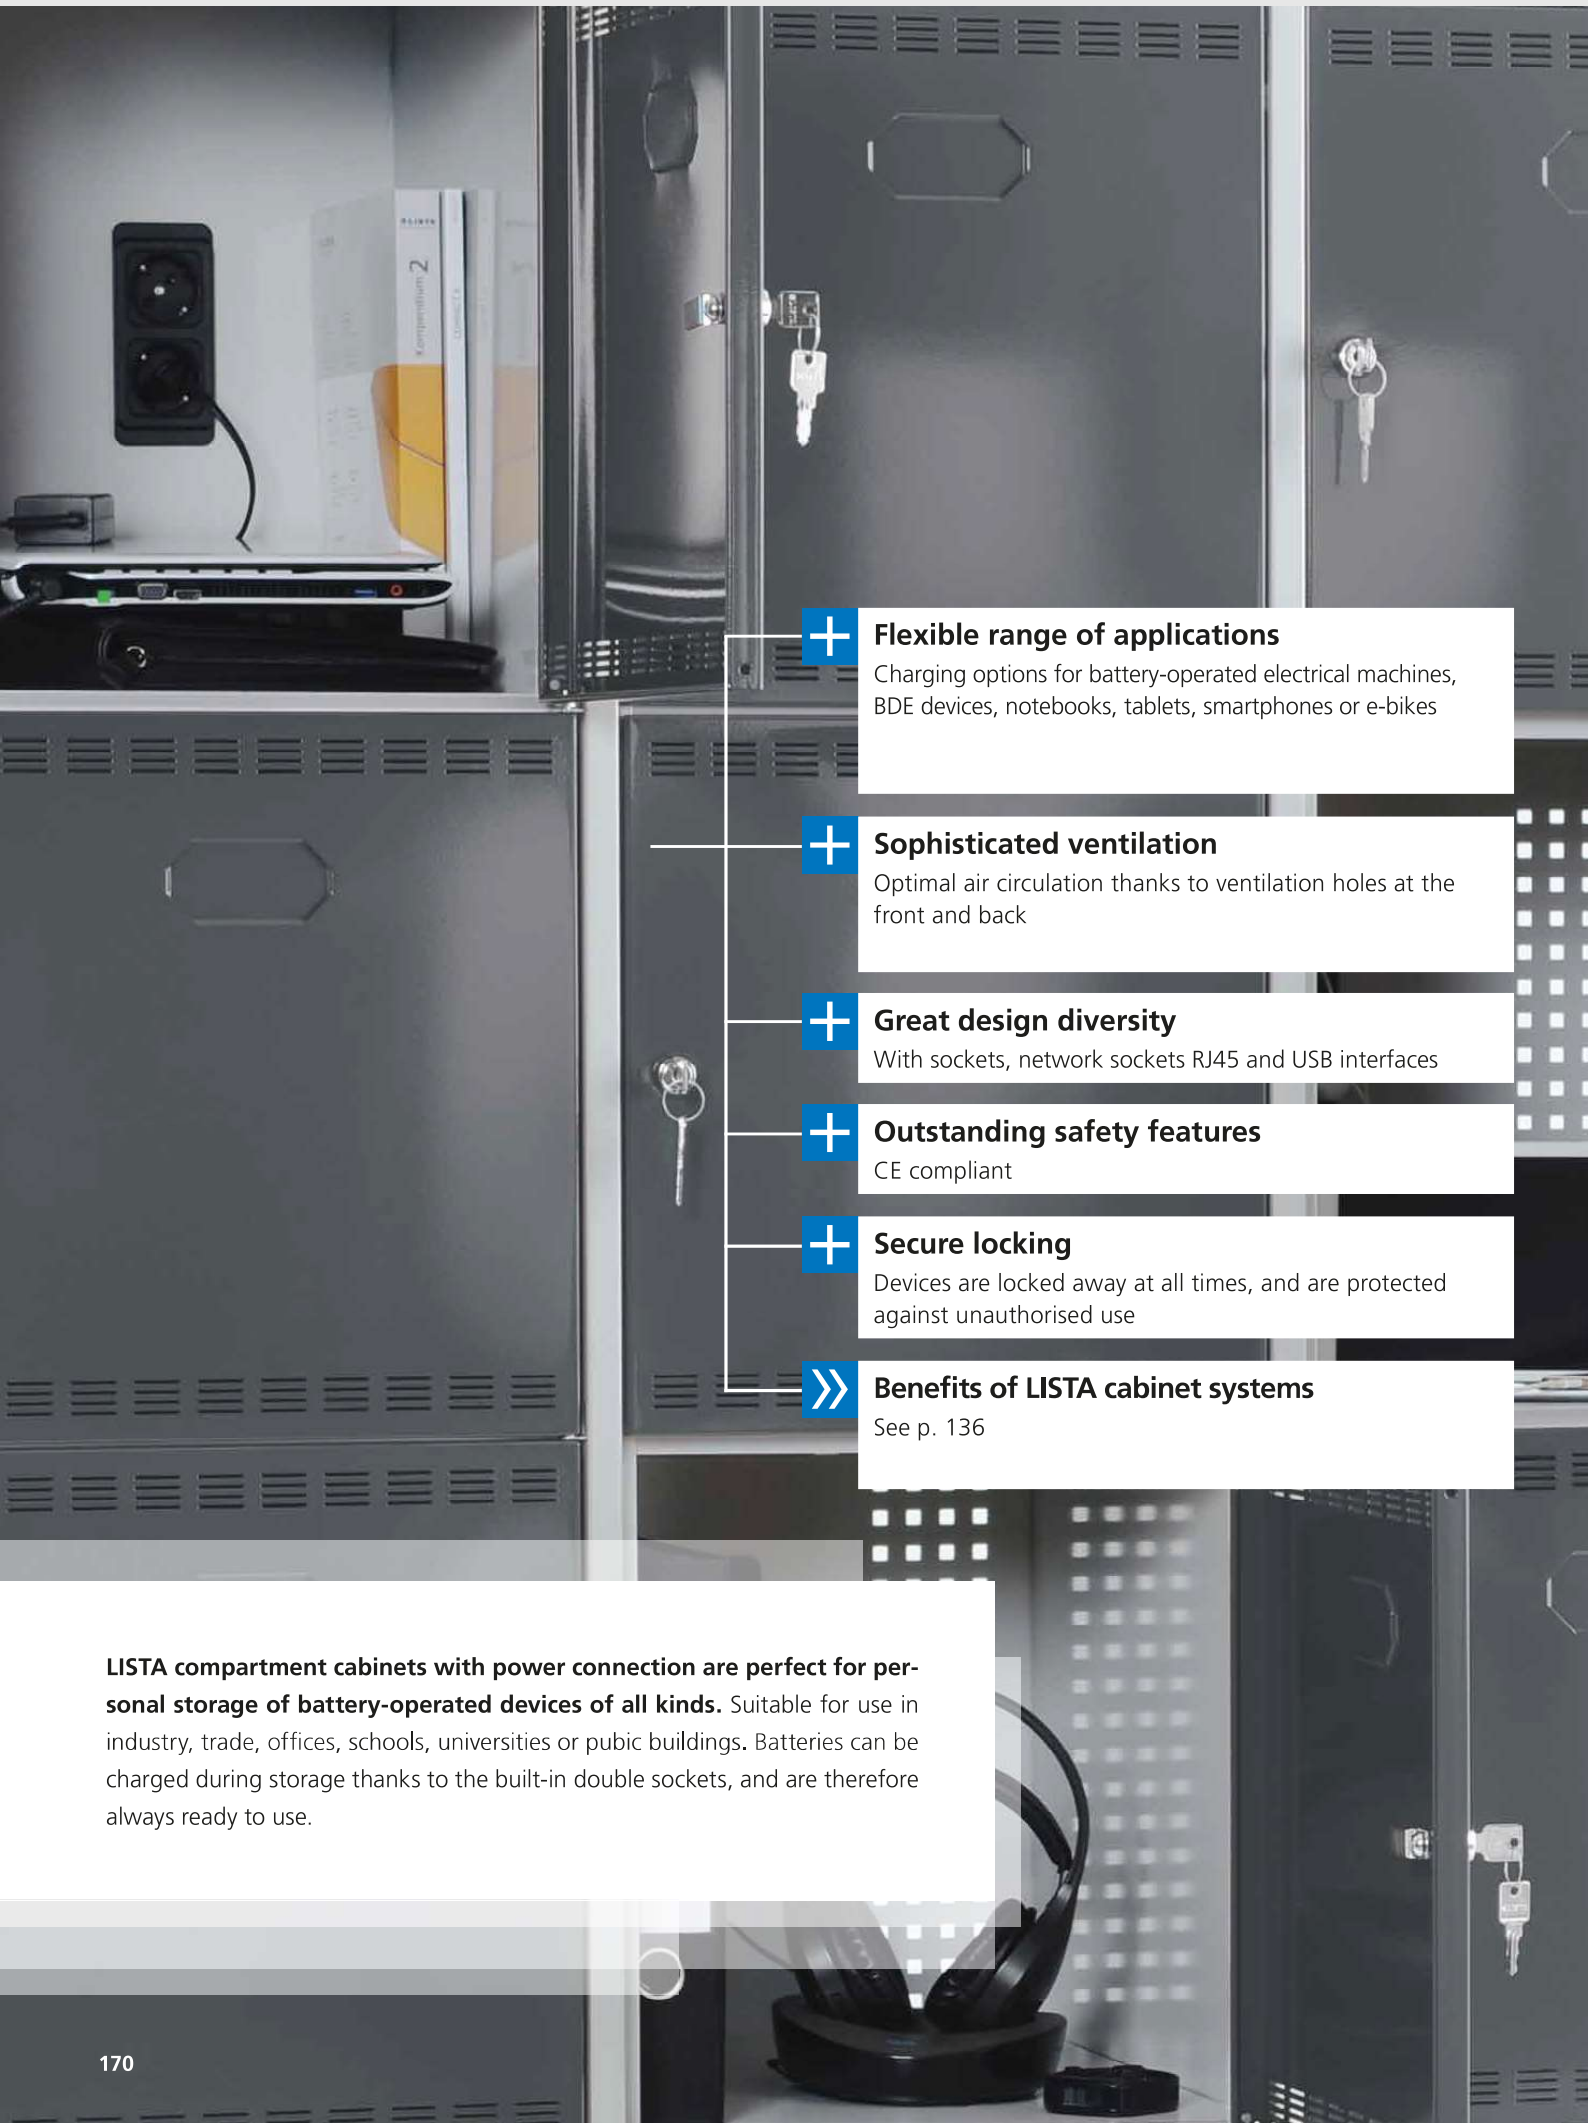 Kompendium 2
Flexible range of applications
Charging options for battery-operated electrical machines,
BDE devices, notebooks, tablets, smartphones or e-bikes
Sophisticated ventilation
Optimal air circulation thanks to ventilation holes at the
front and back
Great design diversity
With sockets, network sockets RJ45 and USB interfaces
Outstanding safety features
CE compliant
Secure locking
Devices are locked away at all times, and are protected
against unauthorised use
Benefits of LISTA cabinet systems
See p. 136
LISTA compartment cabinets with power connection are perfect for per-
sonal storage of battery-operated devices of all kinds. Suitable for use in
industry, trade, offices, schools, universities or pubic buildings. Batteries can be
charged during storage thanks to the built-in double sockets, and are therefore
always ready to use.
170